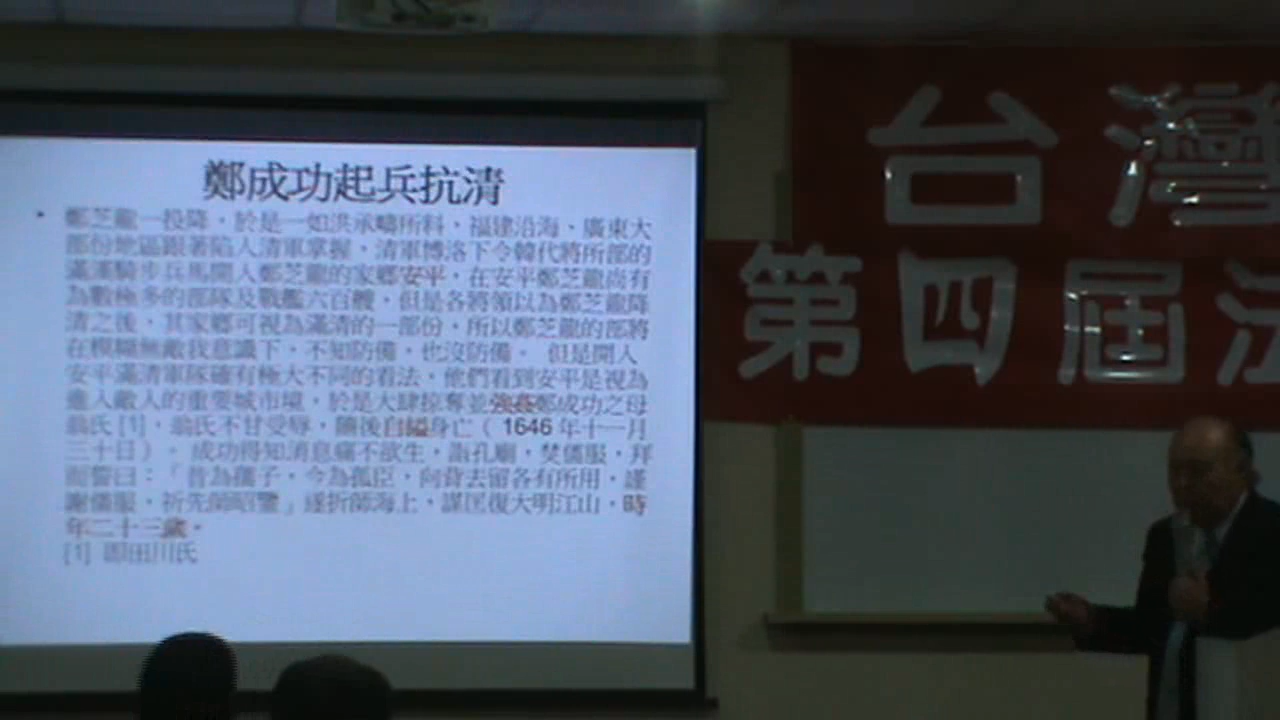 鄭成功起兵抗清
• 鄭芝龍一投降，於是一如洪承疇所料，福建沿海、廣東大
部份地區跟著陷入清軍掌握，清軍博洛下令韓代將所部的
滿漢騎步兵馬開入鄭芝龍的家鄉安平，在安平鄭芝龍尚有
為數極多的部隊及戰艦六百艘，但是各將領以為鄭芝龍降
清之後，其家鄉可視為滿清的一部份，所以鄭芝龍的部將
在模糊無敵我意識下，不知防備，也沒防備。 但是開入
安平滿清軍隊確有極大不同的看法，他們看到安平是視為
進入敵人的重要城市境，於是大肆掠奪並強姦鄭成功之母
翁氏 [1]，翁氏不甘受辱，隨後自縊身亡（ 1646 年十一月
三十日）。 成功得知消息痛不欲生，詣孔廟，焚儒服，拜
而誓曰：「昔為孺子，今為孤臣，向背去留各有所用，謹
謝儒服，祈先師昭鑒」遂折師海上，謀匡復大明江山，時
年二十三歲。
[1] 即田川氏
台灣
第四屆法